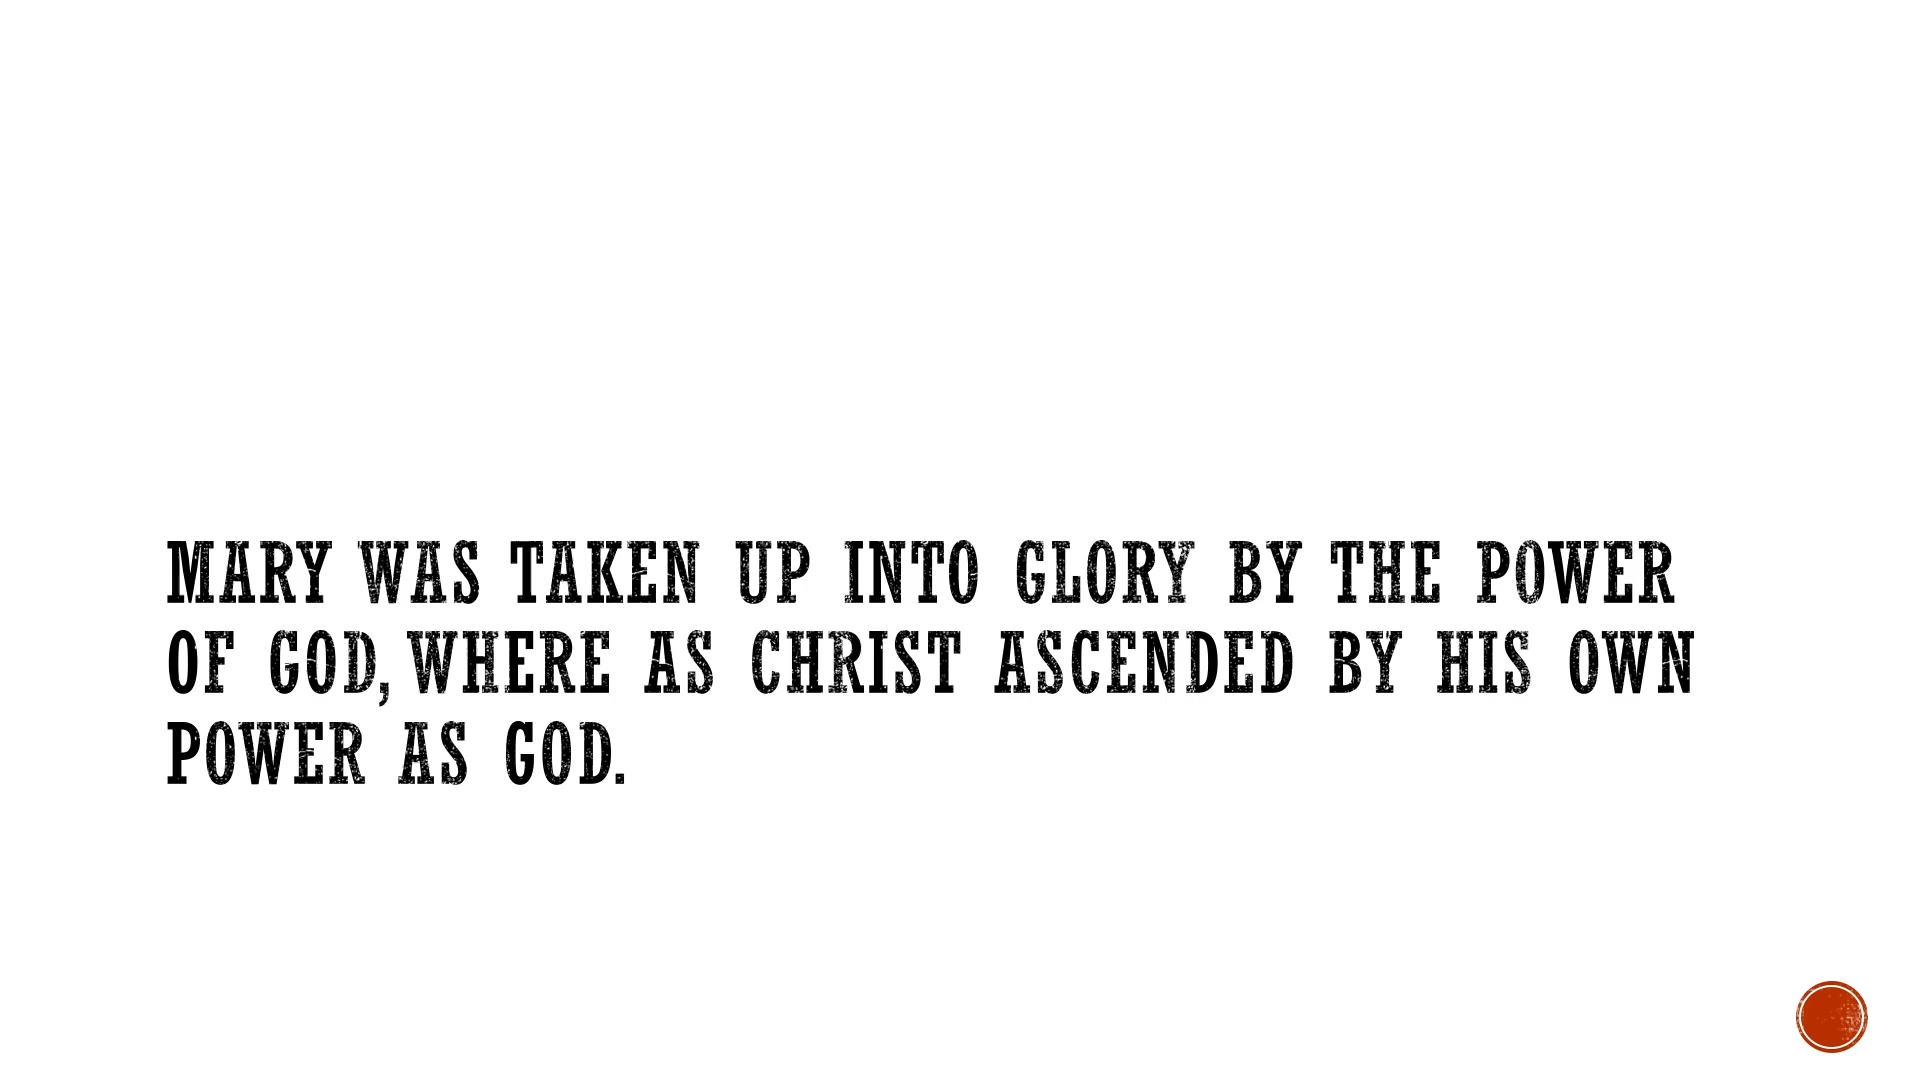 MARY WAS TAKEN UP INTO GLORY BY THE POWER
OF GOD, WHERE AS CHRIST ASCENDED BY HIS OWN
POWER AS GOD.